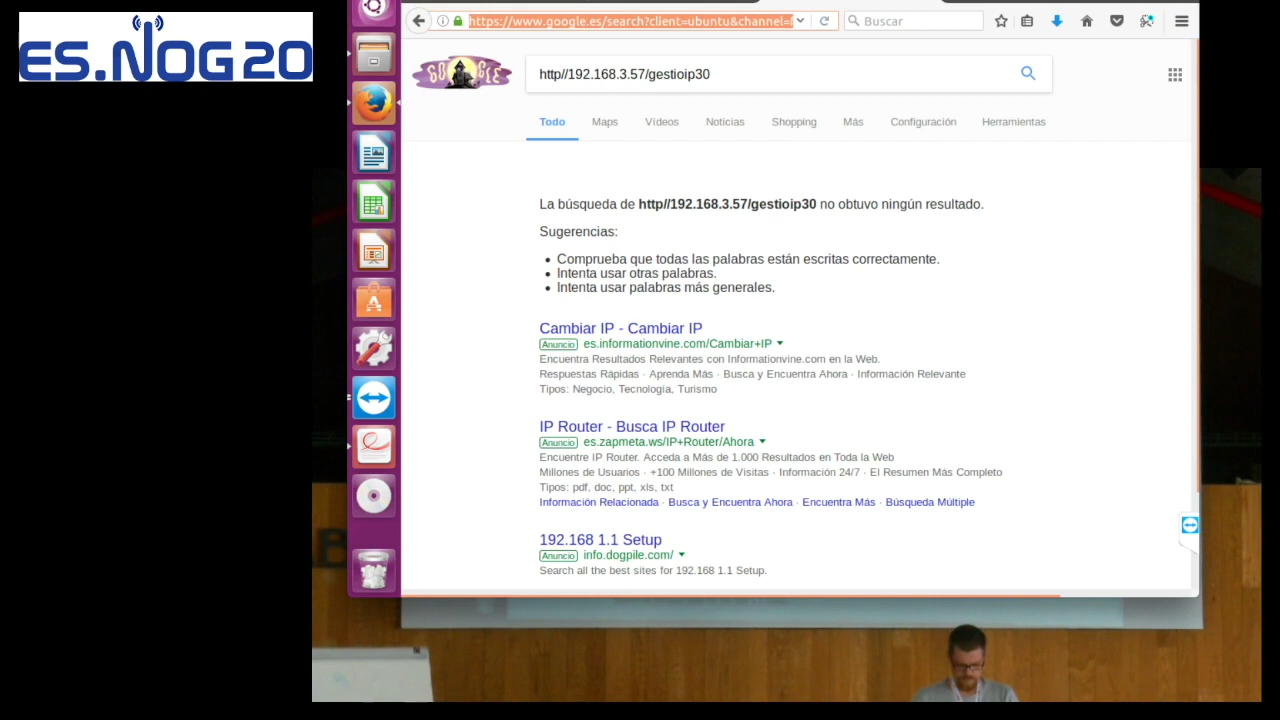 ES.NOG20
https://www.google.es/search?client=ubuntu&channel=
Buscar
GOOGLE
http//192.168.3.57/gestioip30
Todo
Maps
Vídeos
Noticias
Shopping
Más
Configuración
Herramientas
La búsqueda de http//192.168.3.57/gestioip30 no obtuvo ningún resultado.
Sugerencias:
Comprueba que todas las palabras están escritas correctamente.
Intenta usar otras palabras.
Intenta usar palabras más generales.
Cambiar IP - Cambiar IP
Anuncio es.informationvine.com/Cambiar+IP
Encuentra Resultados Relevantes con Informationvine.com en la Web.
Respuestas Rápidas · Aprenda Más · Busca y Encuentra Ahora · Información Relevante
Tipos: Negocio, Tecnología, Turismo
IP Router - Busca IP Router
Anuncio es.zapmeta.ws/IP+Router/Ahora
Encuentre IP Router. Acceda a Más de 1.000 Resultados en Toda la Web
Millones de Usuarios · +100 Millones de Visitas · Información 24/7 · El Resumen Más Completo
Tipos: pdf, doc, ppt, xls, txt
Información Relacionada · Busca y Encuentra Ahora · Encuentra Más · Búsqueda Múltiple
192.168 1.1 Setup
Anuncio info.dogpile.com/
Search all the best sites for 192.168 1.1 Setup.